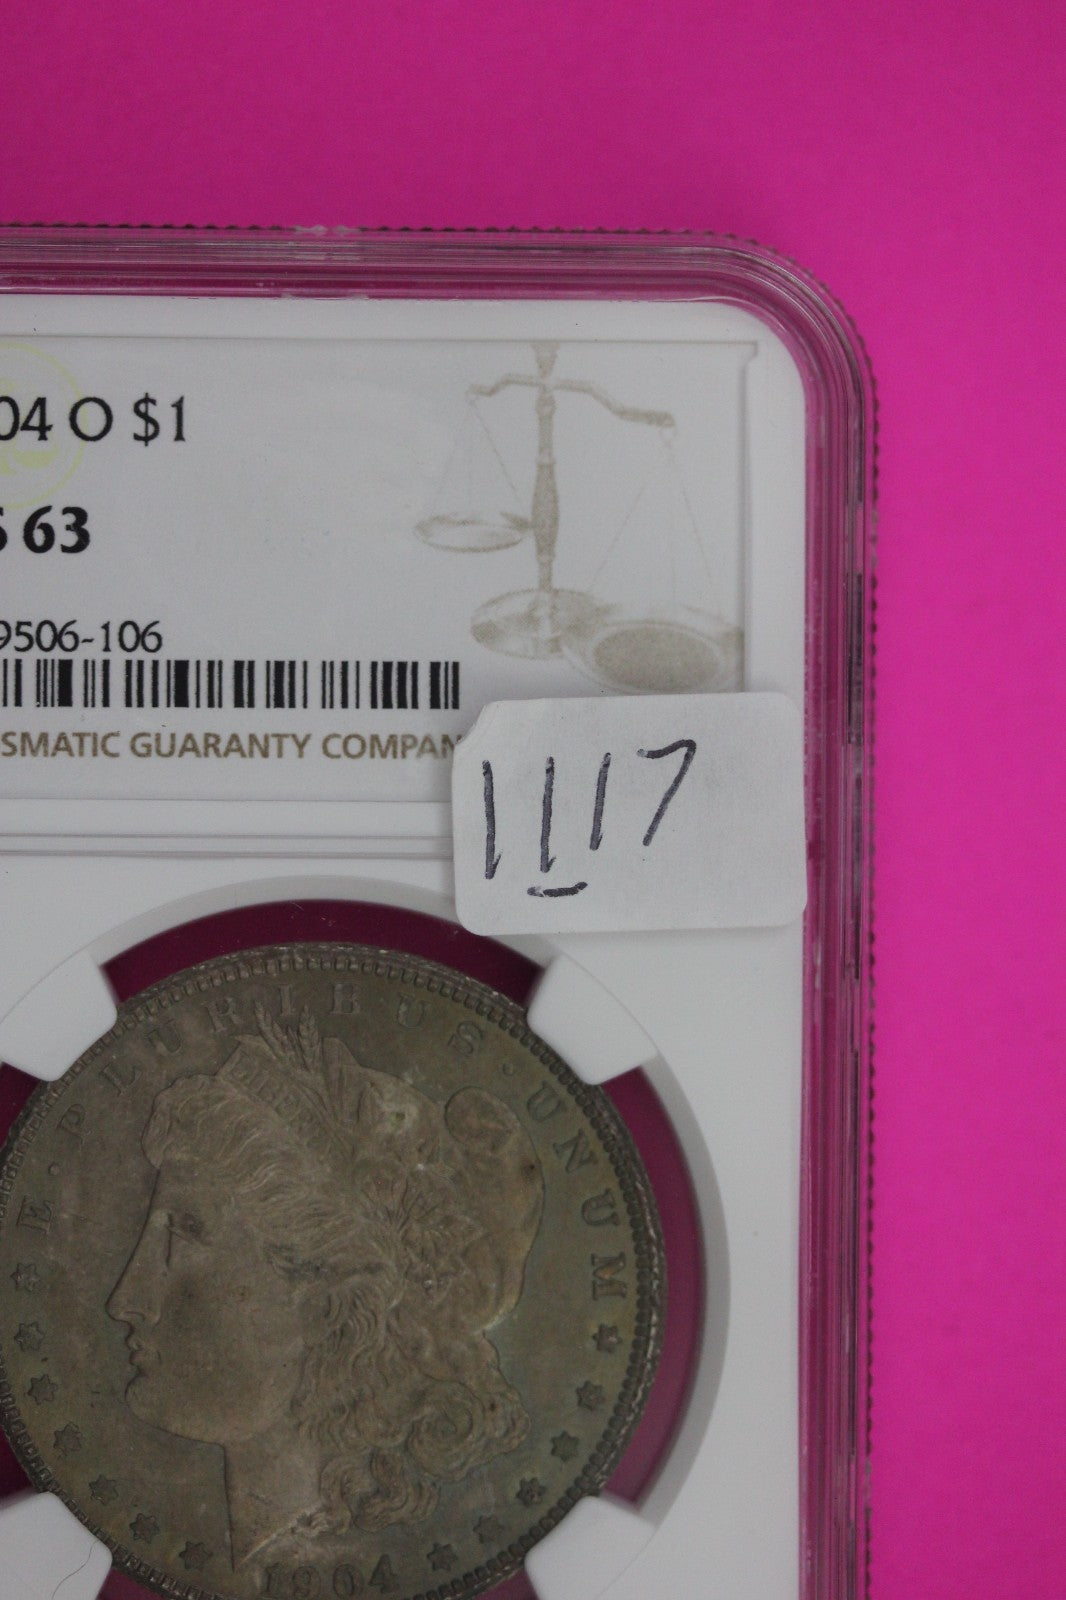 04 O $1
S 63
9506-106
SMATIC GUARANTY COMPAN
1117
E · PLURIBUS · UNUM
LIBERTY
1904